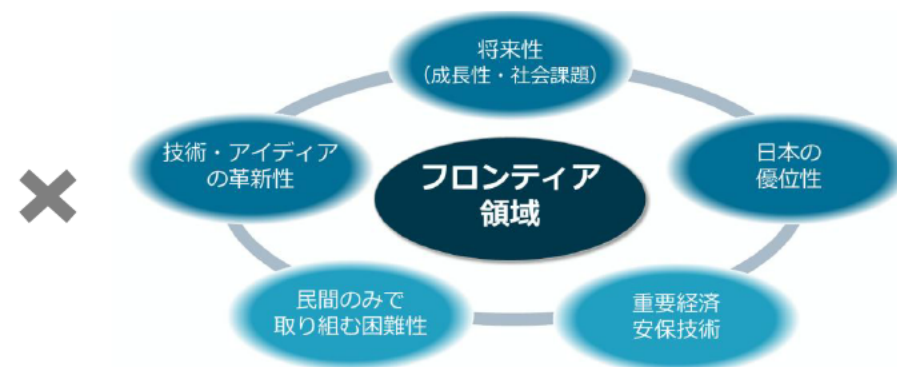 将来性
（成長性・社会課題）
技術・アイディア
の革新性
日本の
優位性
フロンティア
領域
民間のみで
取り組む困難性
重要経済
安保技術